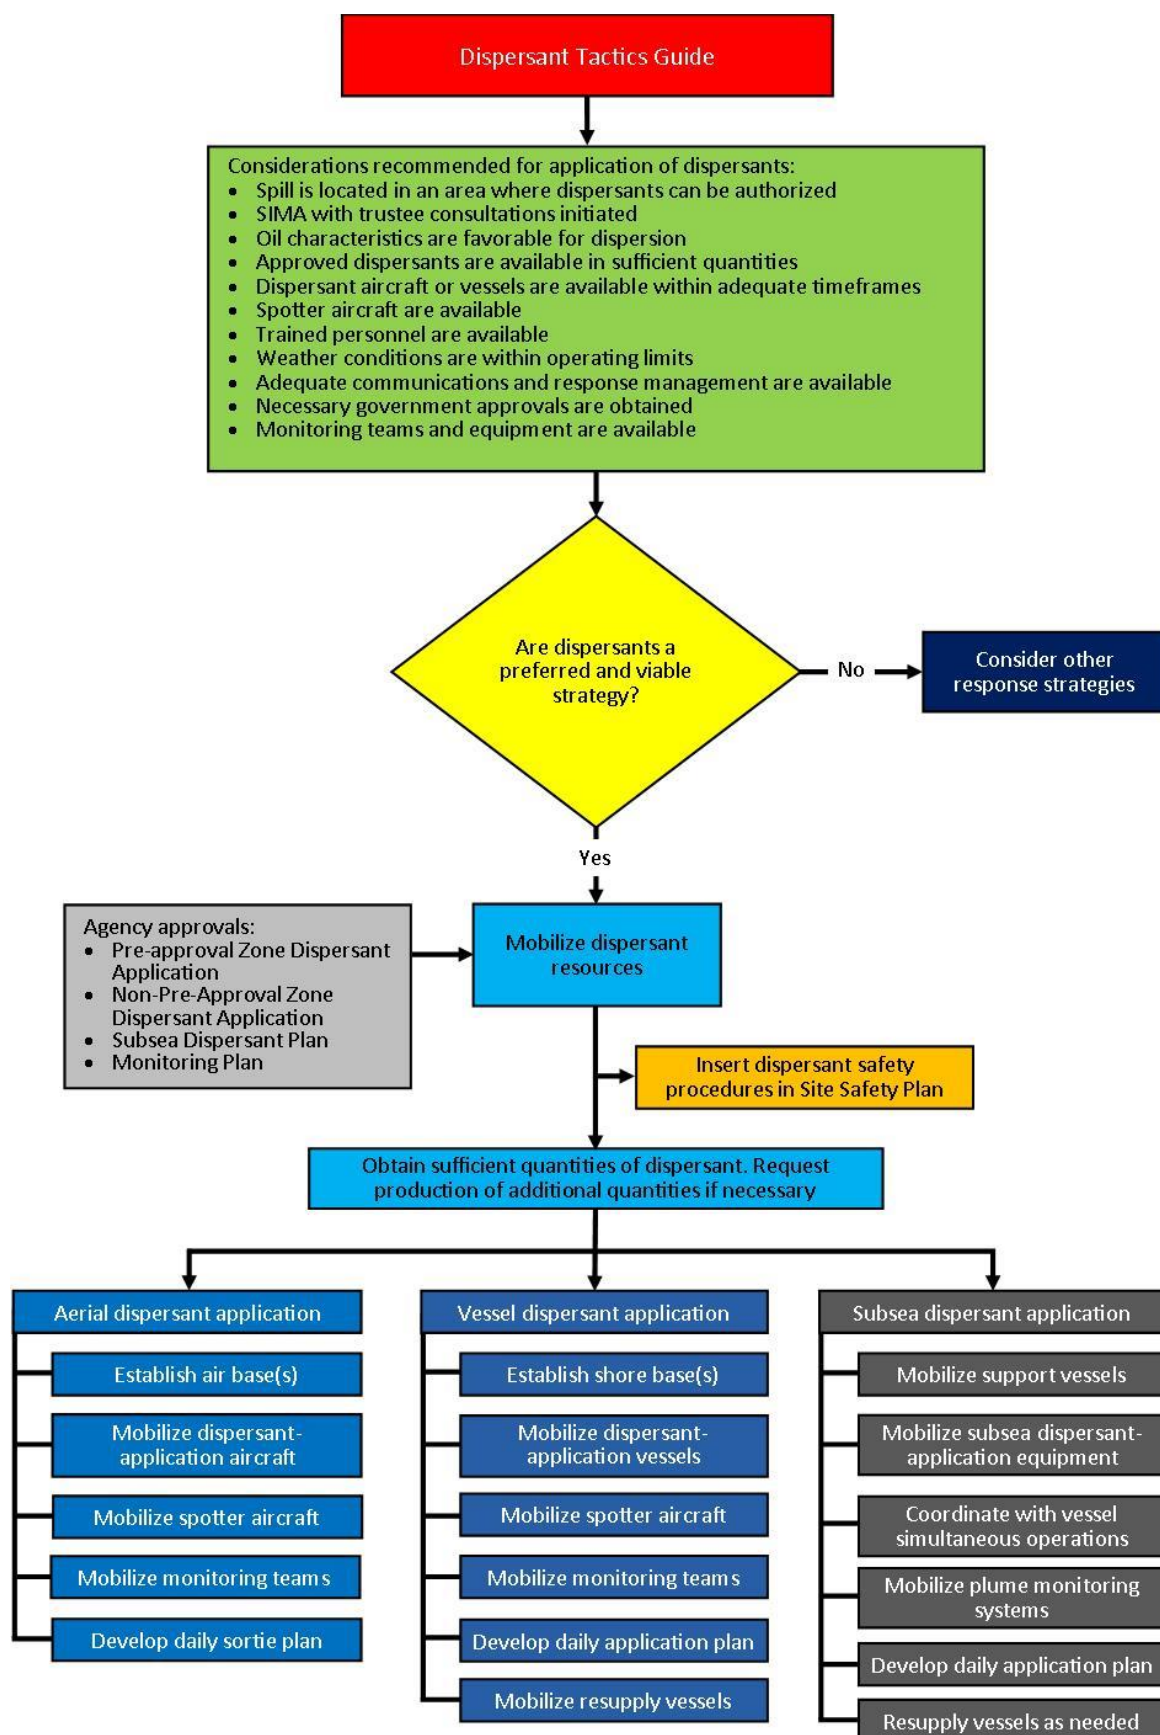 Dispersant Tactics Guide
Considerations recommended for application of dispersants:
• Spill is located in an area where dispersants can be authorized
• SIMA with trustee consultations initiated
• Oil characteristics are favorable for dispersion
• Approved dispersants are available in sufficient quantities
• Dispersant aircraft or vessels are available within adequate timeframes
• Spotter aircraft are available
• Trained personnel are available
• Weather conditions are within operating limits
• Adequate communications and response management are available
• Necessary government approvals are obtained
• Monitoring teams and equipment are available
Are dispersants a
preferred and viable
strategy?
No
Consider other
response strategies
Yes
Agency approvals:
• Pre-approval Zone Dispersant
Application
• Non-Pre-Approval Zone
Dispersant Application
• Subsea Dispersant Plan
• Monitoring Plan
Mobilize dispersant
resources
Insert dispersant safety
procedures in Site Safety Plan
Obtain sufficient quantities of dispersant. Request
production of additional quantities if necessary
Aerial dispersant application
Establish air base(s)
Mobilize dispersant-
application aircraft
Mobilize spotter aircraft
Mobilize monitoring teams
Develop daily sortie plan
Vessel dispersant application
Establish shore base(s)
Mobilize dispersant-
application vessels
Mobilize spotter aircraft
Mobilize monitoring teams
Develop daily application plan
Mobilize resupply vessels
Subsea dispersant application
Mobilize support vessels
Mobilize subsea dispersant-
application equipment
Coordinate with vessel
simultaneous operations
Mobilize plume monitoring
systems
Develop daily application plan
Resupply vessels as needed